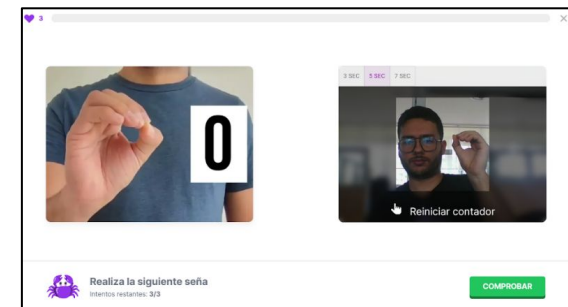 3
3 SEC 5 SEC 7 SEC
0
Reiniciar contador
Realiza la siguiente seña
Intentos restantes: 3/3
COMPROBAR